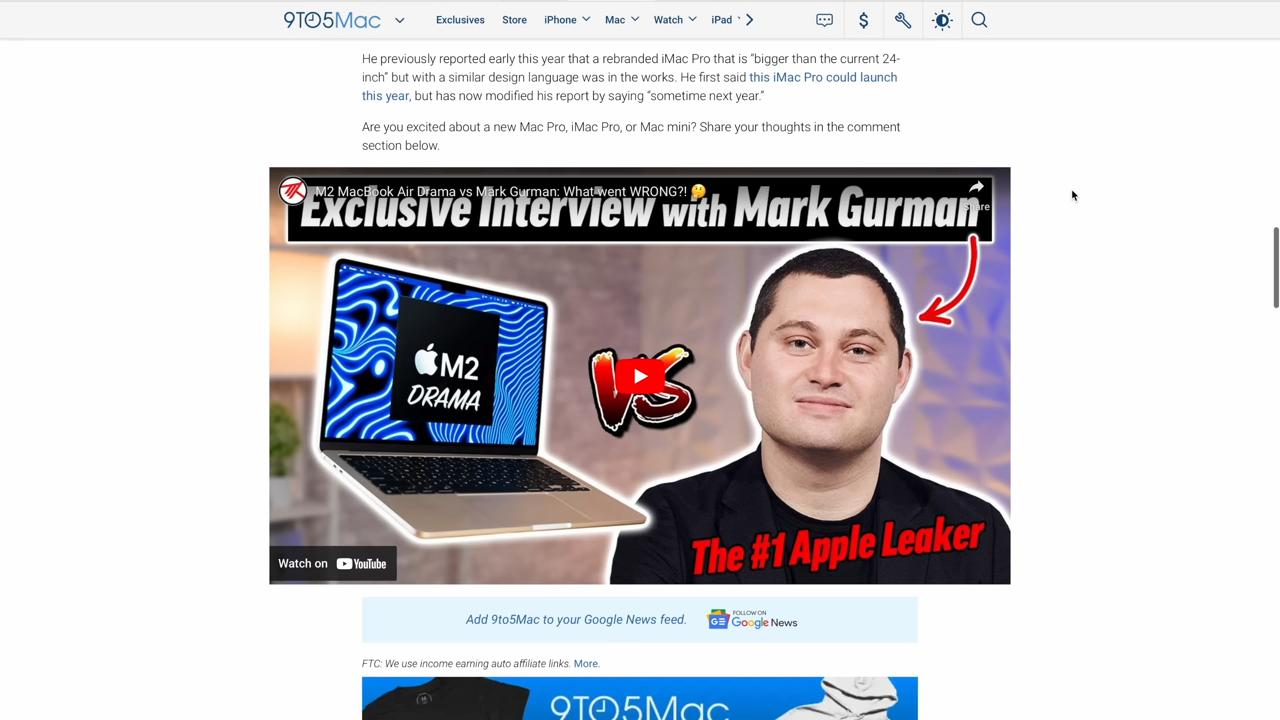 9TO5Mac
Exclusives Store iPhone Mac Watch iPad
$
He previously reported early this year that a rebranded iMac Pro that is “bigger than the current 24-
inch” but with a similar design language was in the works. He first said this iMac Pro could launch
this year, but has now modified his report by saying “sometime next year.”
Are you excited about a new Mac Pro, iMac Pro, or Mac mini? Share your thoughts in the comment
section below.
M2 MacBook Air Drama vs Mark Gurman: What went WRONG?! 🤔
Share
Exclusive Interview with Mark Gurman
M2
DRAMA
VS
The #1 Apple Leaker
Watch on YouTube
Add 9to5Mac to your Google News feed.
FOLLOW ON
GE Google News
FTC: We use income earning auto affiliate links. More.
9TO5Mac